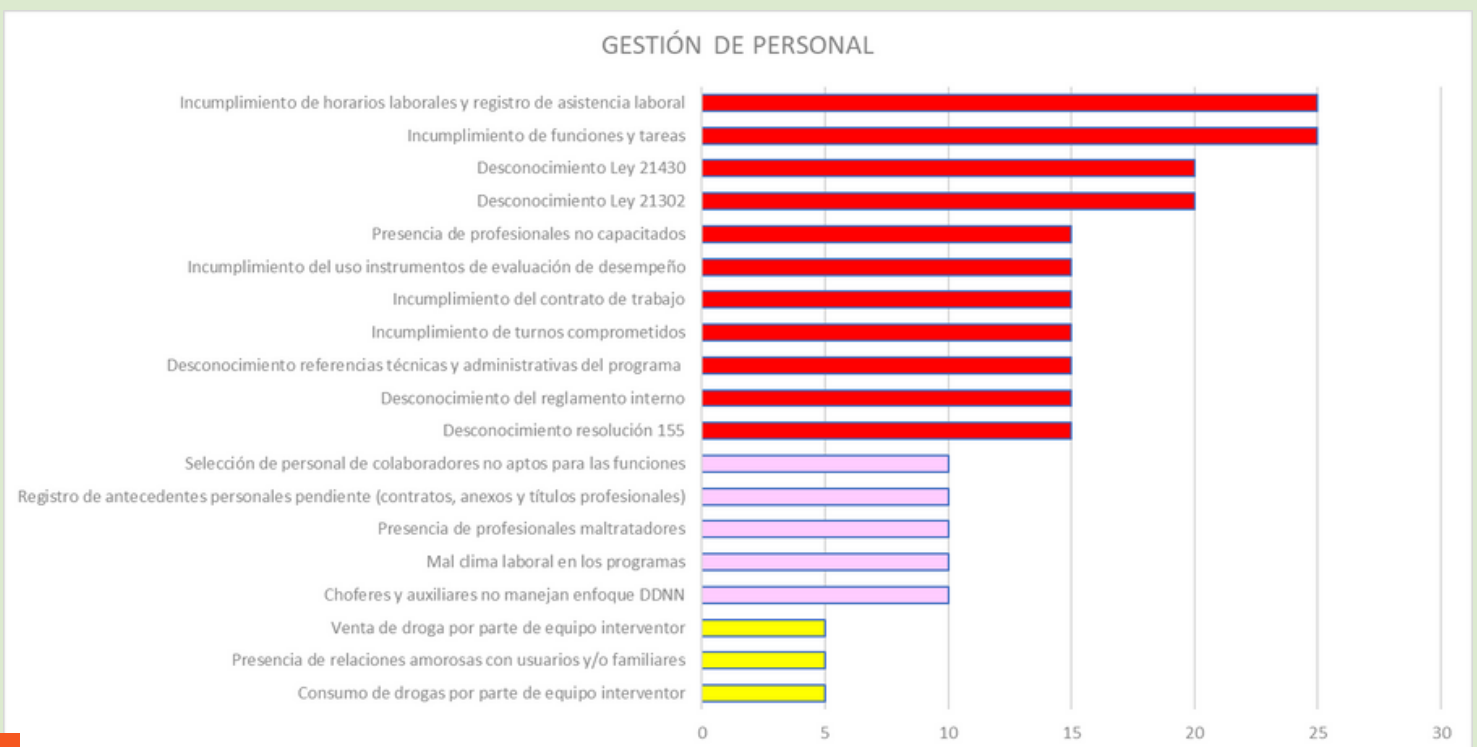 GESTIÓN DE PERSONAL
Incumplimiento de horarios laborales y registro de asistencia laboral
Incumplimiento de funciones y tareas
Desconocimiento Ley 21430
Desconocimiento Ley 21302
Presencia de profesionales no capacitados
Incumplimiento del uso instrumentos de evaluación de desempeño
Incumplimiento del contrato de trabajo
Incumplimiento de turnos comprometidos
Desconocimiento referencias técnicas y administrativas del programa
Desconocimiento del reglamento interno
Desconocimiento resolución 155
Selección de personal de colaboradores no aptos para las funciones
Registro de antecedentes personales pendiente (contratos, anexos y títulos profesionales)
Presencia de profesionales maltratadores
Mal clima laboral en los programas
Choferes y auxiliares no manejan enfoque DDNN
Venta de droga por parte de equipo interventor
Presencia de relaciones amorosas con usuarios y/o familiares
Consumo de drogas por parte de equipo interventor
0 5 10 15 20 25 30